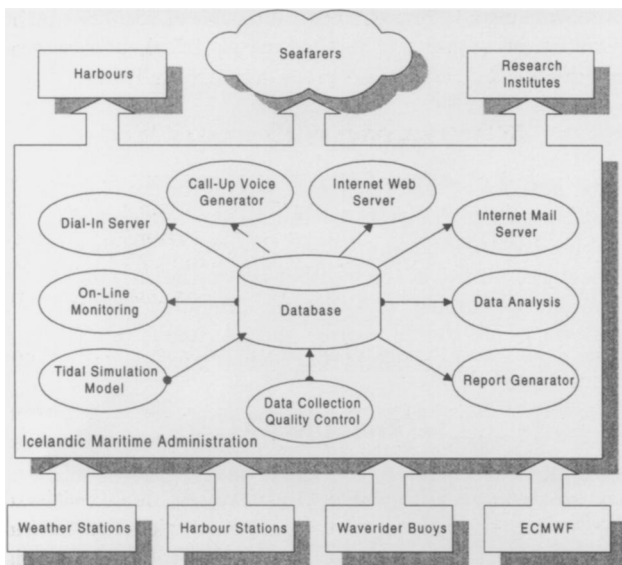 Harbours
Seafarers
Research
Institutes
Call-Up Voice
Generator
Internet Web
Server
Dial-In Server
Internet Mail
Server
On-Line
Monitoring
Database
Data Analysis
Tidal Simulation
Model
Data Collection
Quality Control
Report Genarator
Icelandic Maritime Administration
Weather Stations
Harbour Stations
Waverider Buoys
ECMWF